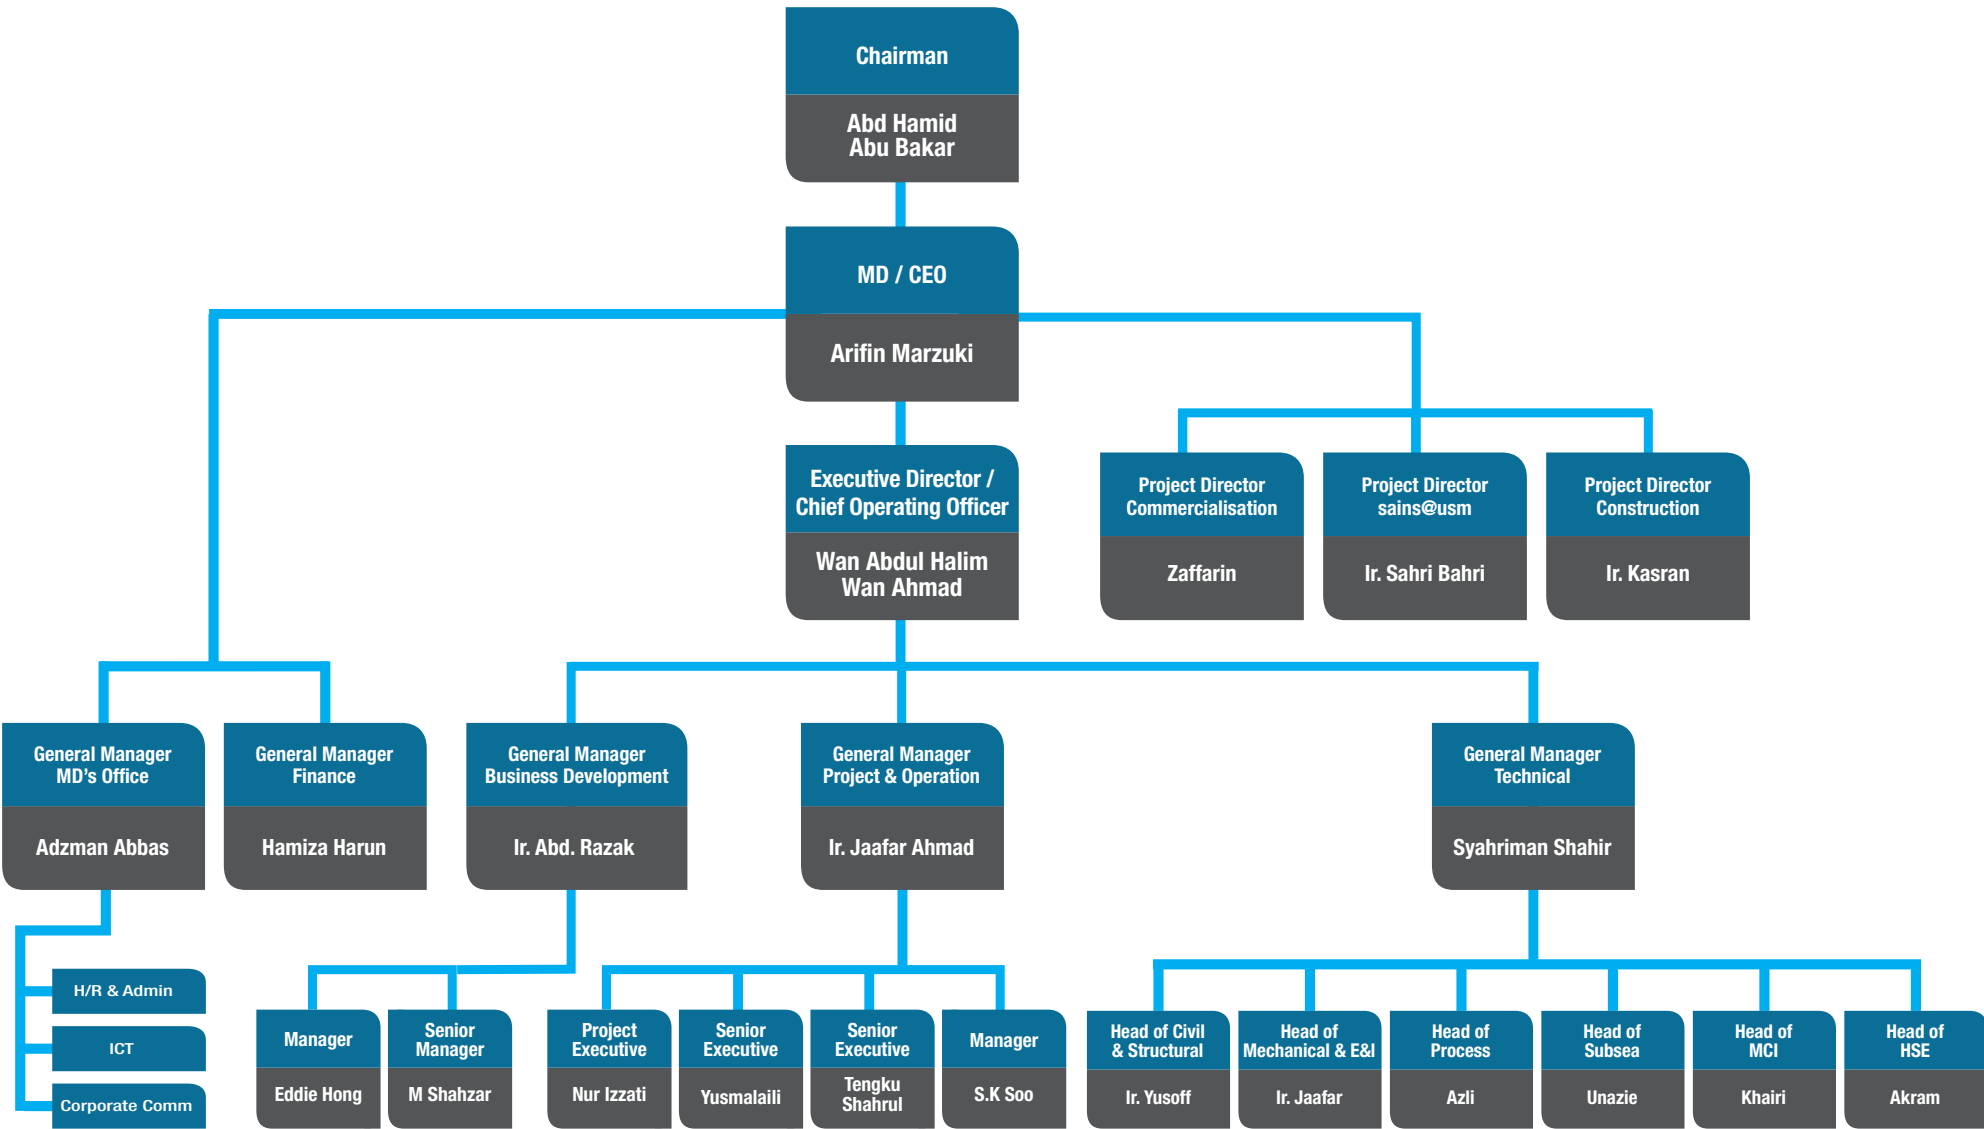 Chairman
Abd Hamid
Abu Bakar
MD / CEO
Arifin Marzuki
Executive Director /
Chief Operating Officer
Wan Abdul Halim
Wan Ahmad
Project Director
Commercialisation
Zaffarin
Project Director
sains@usm
Ir. Sahri Bahri
Project Director
Construction
Ir. Kasran
General Manager
MD's Office
Adzman Abbas
General Manager
Finance
Hamiza Harun
General Manager
Business Development
Ir. Abd. Razak
General Manager
Project & Operation
Ir. Jaafar Ahmad
General Manager
Technical
Syahriman Shahir
H/R & Admin
ICT
Corporate Comm
Manager
Eddie Hong
Senior
Manager
M Shahzar
Project
Executive
Nur Izzati
Senior
Executive
Yusmalaili
Senior
Executive
Tengku
Shahrul
Manager
S.K Soo
Head of Civil
& Structural
Ir. Yusoff
Head of
Mechanical & E&I
Ir. Jaafar
Head of
Process
Azli
Head of
Subsea
Unazie
Head of
MCI
Khairi
Head of
HSE
Akram